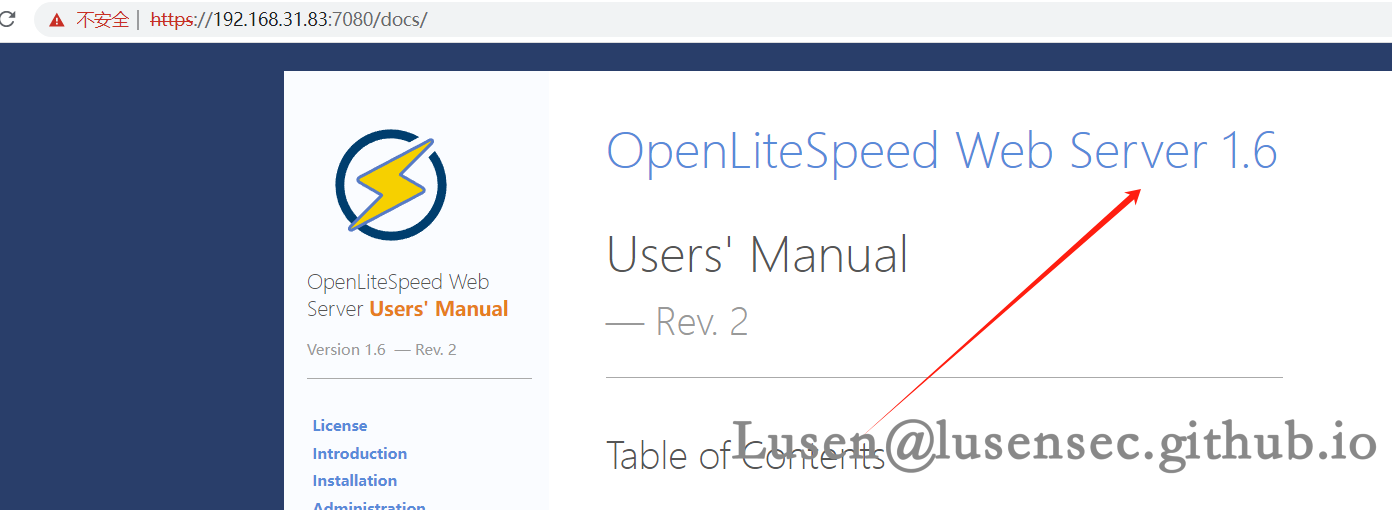 不安全 | https://192.168.31.83:7080/docs/
OpenLiteSpeed Web Server 1.6
Users' Manual
— Rev. 2
OpenLiteSpeed Web
Server Users' Manual
Version 1.6 — Rev. 2
License
Introduction
Installation
Administration
Table of Contents
Lusen@lusensec.github.io